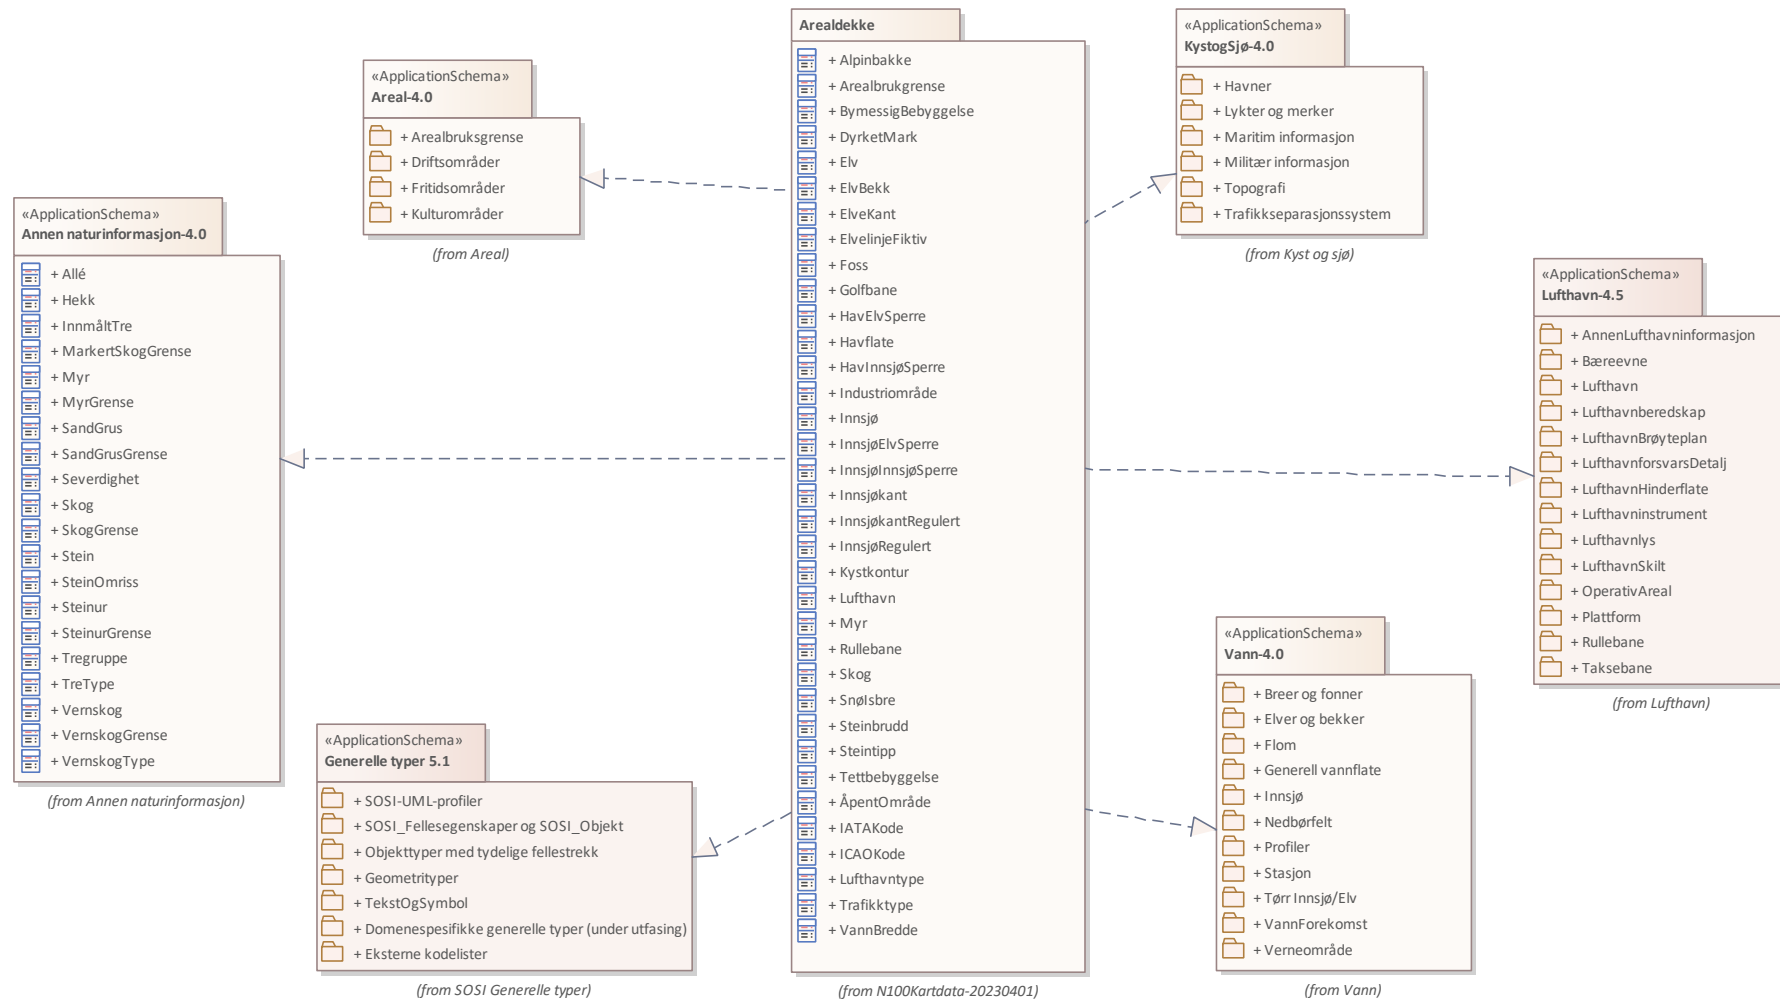 «ApplicationSchema»
Annen naturinformasjon-4.0
+ Allé
+ Hekk
+ InnmåltTre
+ MarkertSkogGrense
+ Myr
+ MyrGrense
+ SandGrus
+ SandGrusGrense
+ Severdighet
+ Skog
+ SkogGrense
+ Stein
+ SteinOmriss
+ Steinur
+ SteinurGrense
+ Tregruppe
+ TreType
+ Vernskog
+ VernskogGrense
+ VernskogType
(from Annen naturinformasjon)
«ApplicationSchema»
Areal-4.0
+ Arealbruksgrense
+ Driftsområder
+ Fritidsområder
+ Kulturområder
(from Areal)
«ApplicationSchema»
Generelle typer 5.1
+ SOSI-UML-profiler
+ SOSI_Fellesegenskaper og SOSI_Objekt
+ Objekttyper med tydelige fellestrekk
+ Geometrityper
+ TekstOgSymbol
+ Domenespesifikke generelle typer (under utfasing)
+ Eksterne kodelister
(from SOSI Generelle typer)
Arealdekke
+ Alpinbakke
+ Arealbrukgrense
+ BymessigBebyggelse
+ DyrketMark
+ Elv
+ ElvBekk
+ ElveKant
+ ElvelinjeFiktiv
+ Foss
+ Golfbane
+ HavElvSperre
+ Havflate
+ HavInnsjøSperre
+ Industriområde
+ Innsjø
+ InnsjøElvSperre
+ InnsjøInnsjøSperre
+ Innsjøkant
+ InnsjøkantRegulert
+ InnsjøRegulert
+ Kystkontur
+ Lufthavn
+ Myr
+ Rullebane
+ Skog
+ SnøIsbre
+ Steinbrudd
+ Steintipp
+ Tettbebyggelse
+ ÅpentOmråde
+ IATAKode
+ ICAOKode
+ Lufthavntype
+ Trafikktype
+ VannBredde
(from N100Kartdata-20230401)
«ApplicationSchema»
KystogSjø-4.0
+ Havner
+ Lykter og merker
+ Maritim informasjon
+ Militær informasjon
+ Topografi
+ Trafikkseparasjonssystem
(from Kyst og sjø)
«ApplicationSchema»
Lufthavn-4.5
+ AnnenLufthavninformasjon
+ Bæreevne
+ Lufthavn
+ Lufthavnberedskap
+ LufthavnBrøyteplan
+ LufthavnforsvarsDetalj
+ LufthavnHinderflate
+ Lufthavninstrument
+ Lufthavnlys
+ LufthavnSkilt
+ OperativAreal
+ Plattform
+ Rullebane
+ Taksebane
(from Lufthavn)
«ApplicationSchema»
Vann-4.0
+ Breer og fonner
+ Elver og bekker
+ Flom
+ Generell vannflate
+ Innsjø
+ Nedbørfelt
+ Profiler
+ Stasjon
+ Tørr Innsjø/Elv
+ VannForekomst
+ Verneområde
(from Vann)